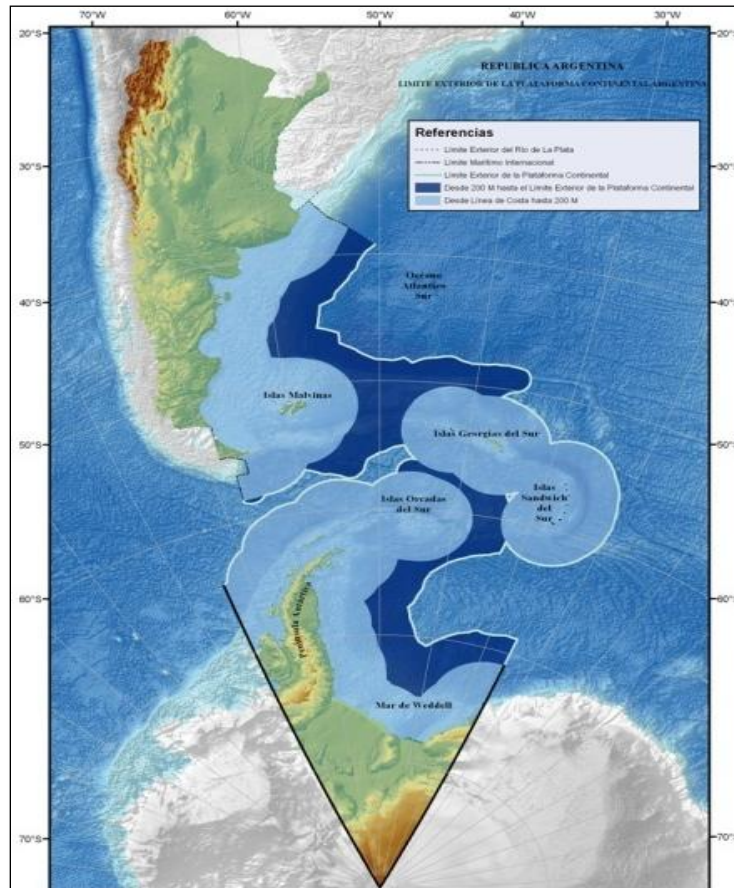 70°W 60°W 50°W 40°W 30°W
20°S 20°S
REPUBLICA ARGENTINA
LIMITE EXTERIOR DE LA PLATAFORMA CONTINENTAL ARGENTINA
Referencias
Límite Exterior del Río de La Plata
Límite Marítimo Internacional
Límite Exterior de la Plataforma Continental
Desde 200 M hasta el Límite Exterior de la Plataforma Continental
Desde Línea de Costa hasta 200 M
30°S 30°S
Océano
Atlántico
Sur
40°S 40°S
Islas Malvinas
Islas Georgias del Sur
50°S 50°S
Islas Orcadas
del Sur
Islas
Sandwich
del
Sur
60°S 60°S
Península Antártica
Mar de Weddell
70°S 70°S